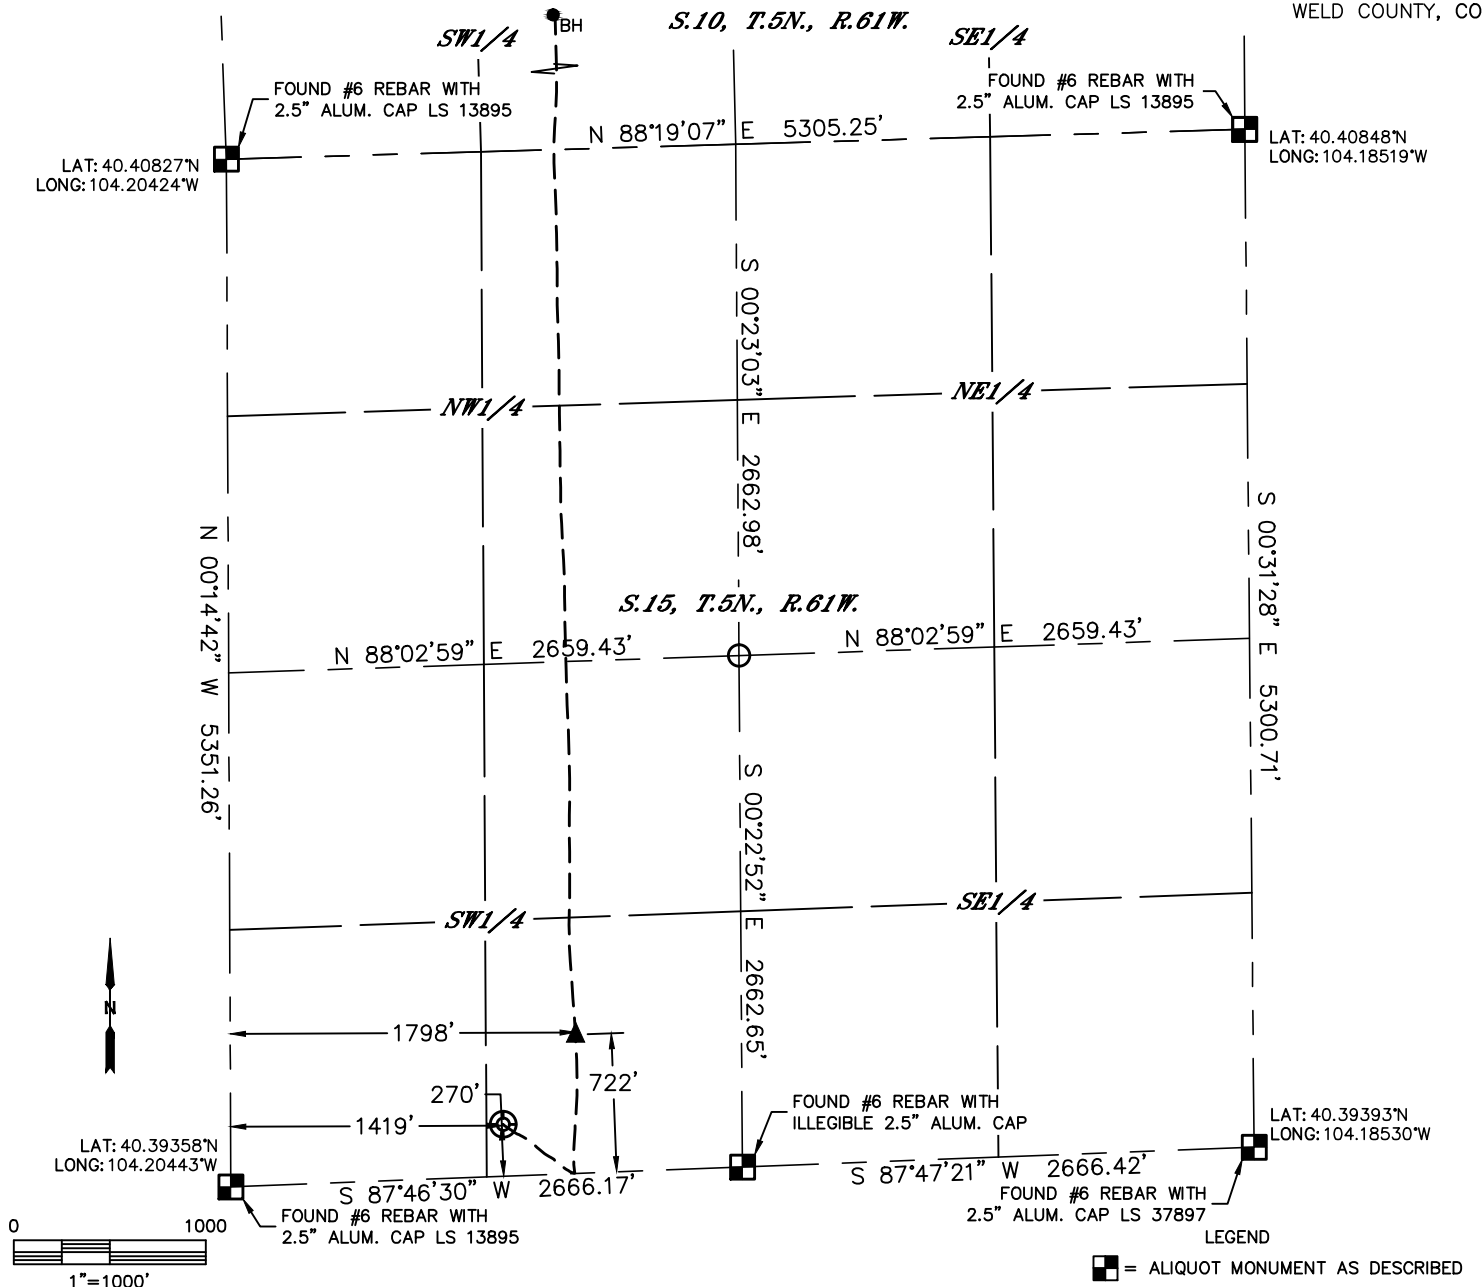 WELD COUNTY, CO
S.10, T.5N., R.61W.
BH
SW1/4
SE1/4
FOUND #6 REBAR WITH
2.5" ALUM. CAP LS 13895
FOUND #6 REBAR WITH
2.5" ALUM. CAP LS 13895
N 88°19'07" E 5305.25'
LAT: 40.40827°N
LONG: 104.20424°W
LAT: 40.40848°N
LONG: 104.18519°W
S 00°23'03" E 2662.98'
NW1/4
NE1/4
N 00°14'42" W 5351.26'
S 00°31'28" E 5300.71'
S.15, T.5N., R.61W.
N 88°02'59" E 2659.43'
N 88°02'59" E 2659.43'
S 00°22'52" E 2662.65'
SW1/4
SE1/4
N
1798'
722'
270'
1419'
FOUND #6 REBAR WITH
ILLEGIBLE 2.5" ALUM. CAP
LAT: 40.39358°N
LONG: 104.20443°W
LAT: 40.39393°N
LONG: 104.18530°W
S 87°46'30" W 2666.17'
S 87°47'21" W 2666.42'
FOUND #6 REBAR WITH
2.5" ALUM. CAP LS 13895
FOUND #6 REBAR WITH
2.5" ALUM. CAP LS 37897
0 1000
1"=1000'
LEGEND
= ALIQUOT MONUMENT AS DESCRIBED